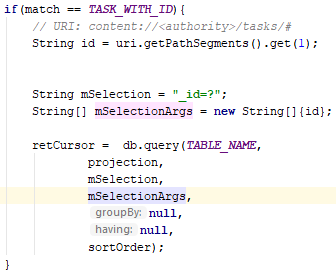 if(match == TASK_WITH_ID){
// URI: content://<authority>/tasks/#
String id = uri.getPathSegments().get(1);
String mSelection = "_id=?";
String[] mSelectionArgs = new String[]{id};
retCursor =  db.query(TABLE_NAME,
projection,
mSelection,
mSelectionArgs,
groupBy: null,
having: null,
sortOrder);
}